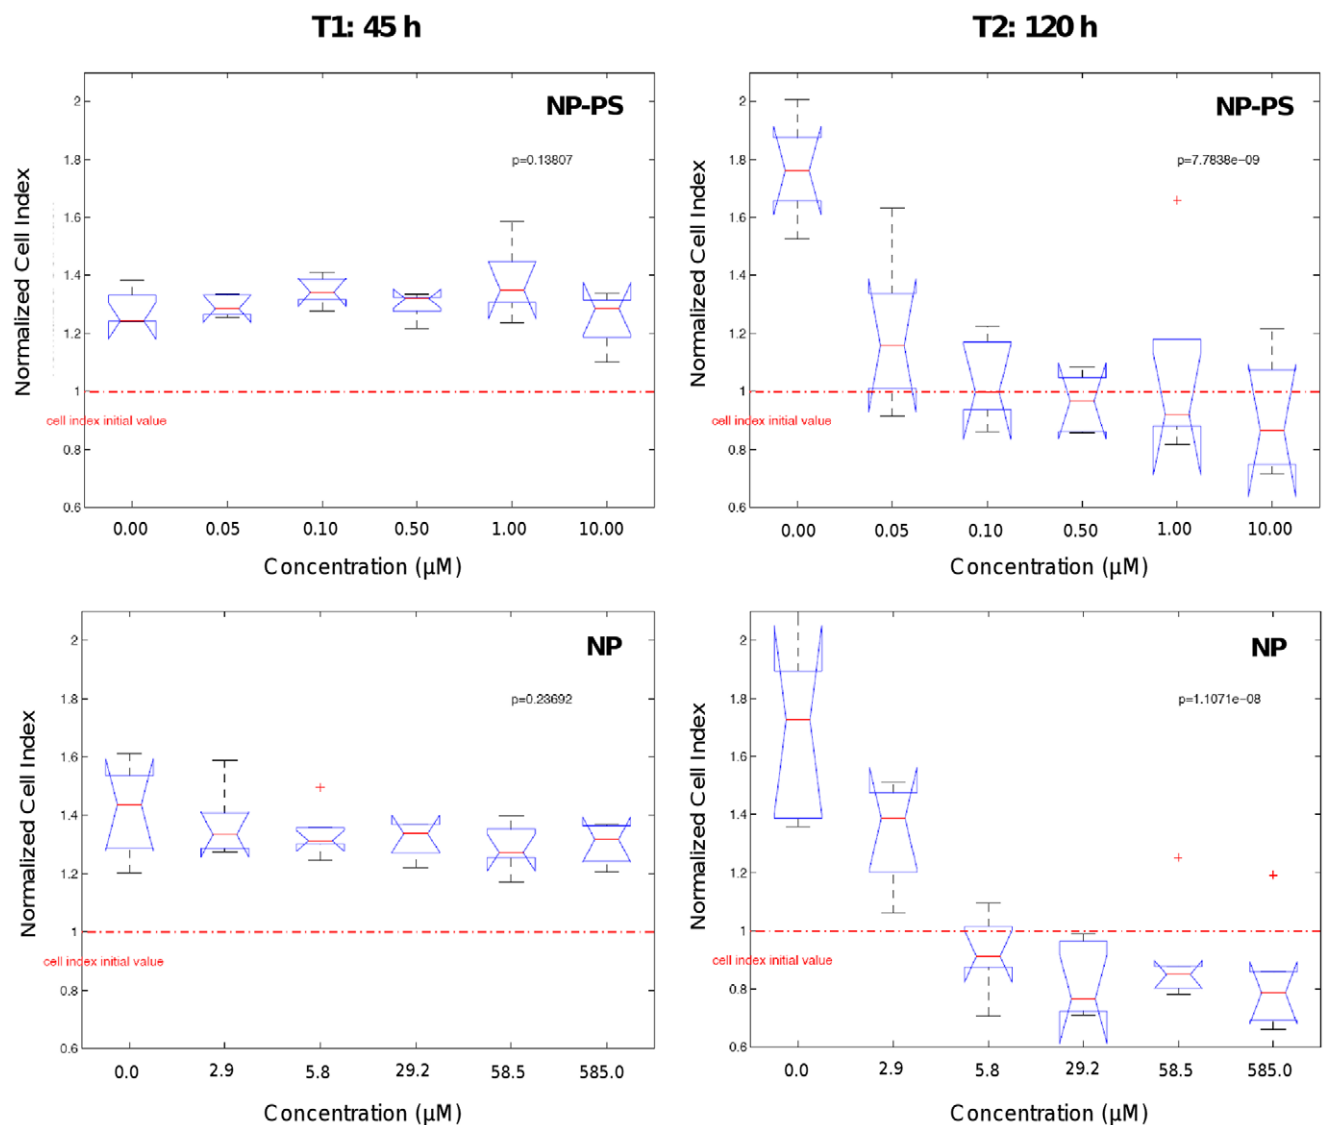 T1: 45 h
T2: 120 h
NP-PS
p=0.13807
Normalized Cell Index
2
1.8
1.6
1.4
1.2
1
0.8
0.6
cell index initial value
0.00 0.05 0.10 0.50 1.00 10.00
Concentration (µM)
NP-PS
p=7.7838e−09
Normalized Cell Index
2
1.8
1.6
1.4
1.2
1
0.8
0.6
cell index initial value
0.00 0.05 0.10 0.50 1.00 10.00
Concentration (µM)
NP
p=0.23692
Normalized Cell Index
2
1.8
1.6
1.4
1.2
1
0.8
0.6
cell index initial value
0.0 2.9 5.8 29.2 58.5 585.0
Concentration (µM)
NP
p=1.1071e−08
Normalized Cell Index
2
1.8
1.6
1.4
1.2
1
0.8
0.6
cell index initial value
0.0 2.9 5.8 29.2 58.5 585.0
Concentration (µM)